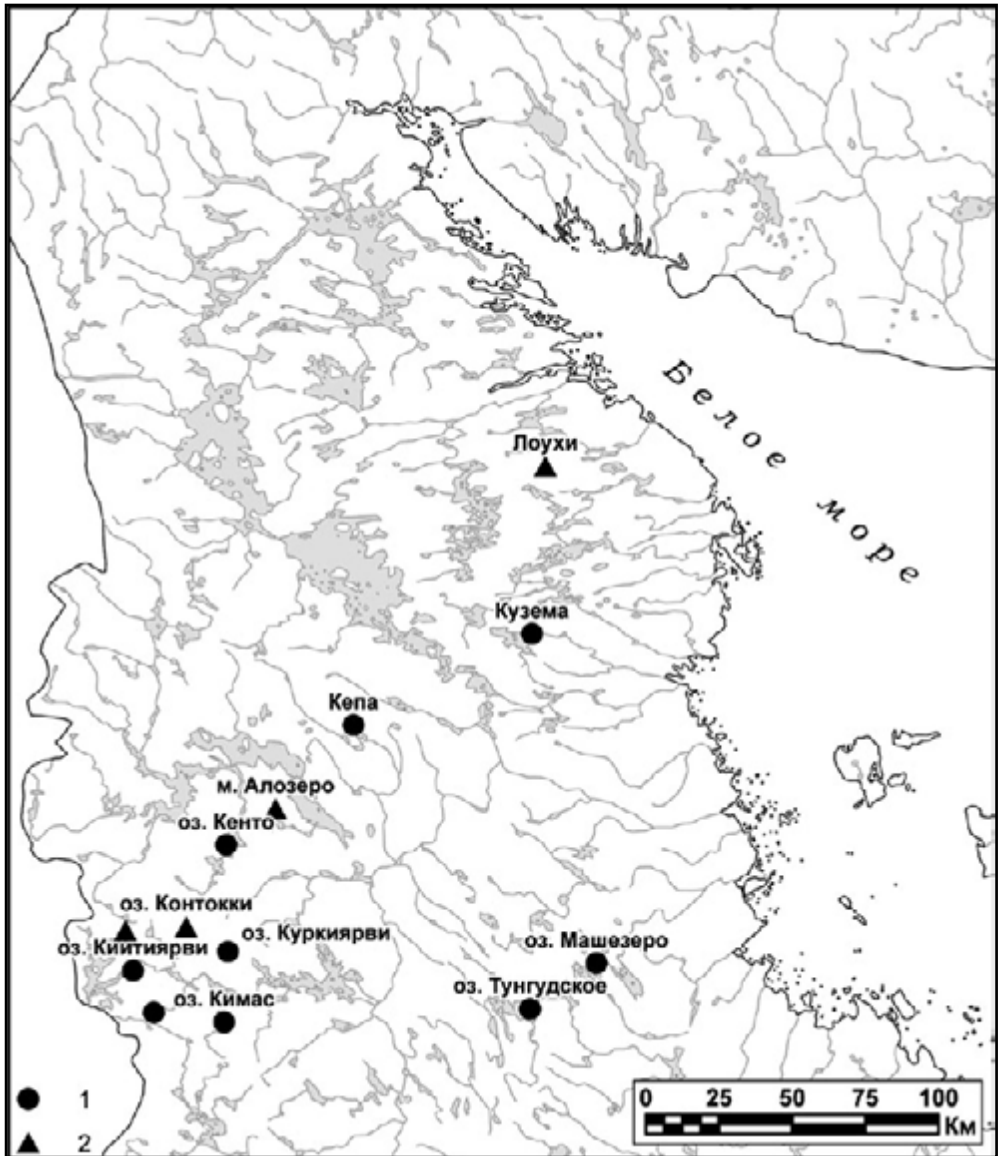 Белое море
Лоухи
Кузема
Кепа
м. Алозеро
оз. Кенто
оз. Контокки
оз. Куркиярви
оз. Киитиярви
оз. Машезеро
оз. Тунгудское
оз. Кимас
1
2
0 25 50 75 100
Км